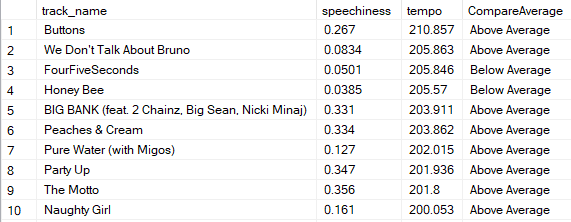 track_name speechiness tempo CompareAverage
1 Buttons 0.267 210.857 Above Average
2 We Don't Talk About Bruno 0.0834 205.863 Above Average
3 FourFiveSeconds 0.0501 205.846 Below Average
4 Honey Bee 0.0385 205.57 Below Average
5 BIG BANK (feat. 2 Chainz, Big Sean, Nicki Minaj) 0.331 203.911 Above Average
6 Peaches & Cream 0.334 203.862 Above Average
7 Pure Water (with Migos) 0.127 202.015 Above Average
8 Party Up 0.347 201.936 Above Average
9 The Motto 0.356 201.8 Above Average
10 Naughty Girl 0.161 200.053 Above Average